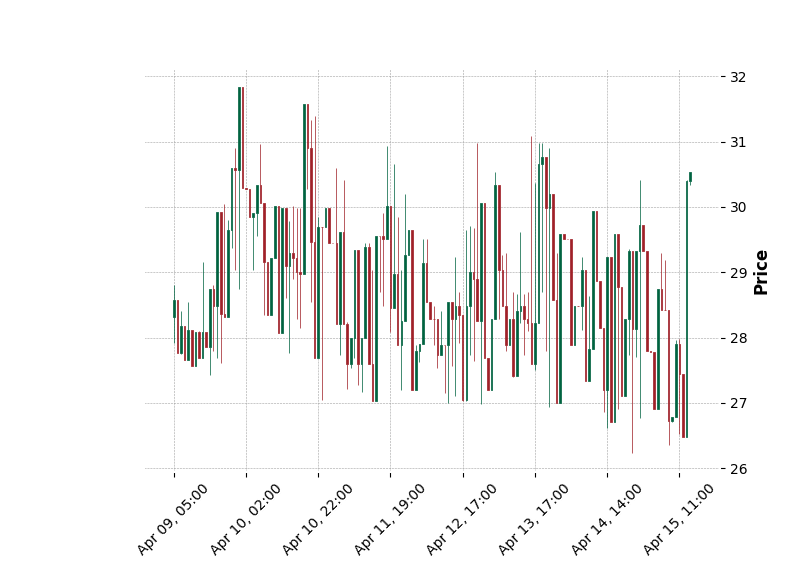 32
31
30
29
28
27
26
Price
Apr 09, 05:00
Apr 10, 02:00
Apr 10, 22:00
Apr 11, 19:00
Apr 12, 17:00
Apr 13, 17:00
Apr 14, 14:00
Apr 15, 11:00